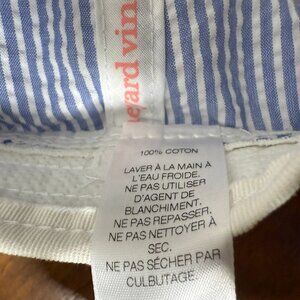 eyard vin
100% COTON
LAVER À LA MAIN À
L'EAU FROIDE.
NE PAS UTILISER
D'AGENT DE
BLANCHIMENT.
NE PAS REPASSER.
NE PAS NETTOYER À
SEC.
NE PAS SÉCHER PAR
CULBUTAGE.